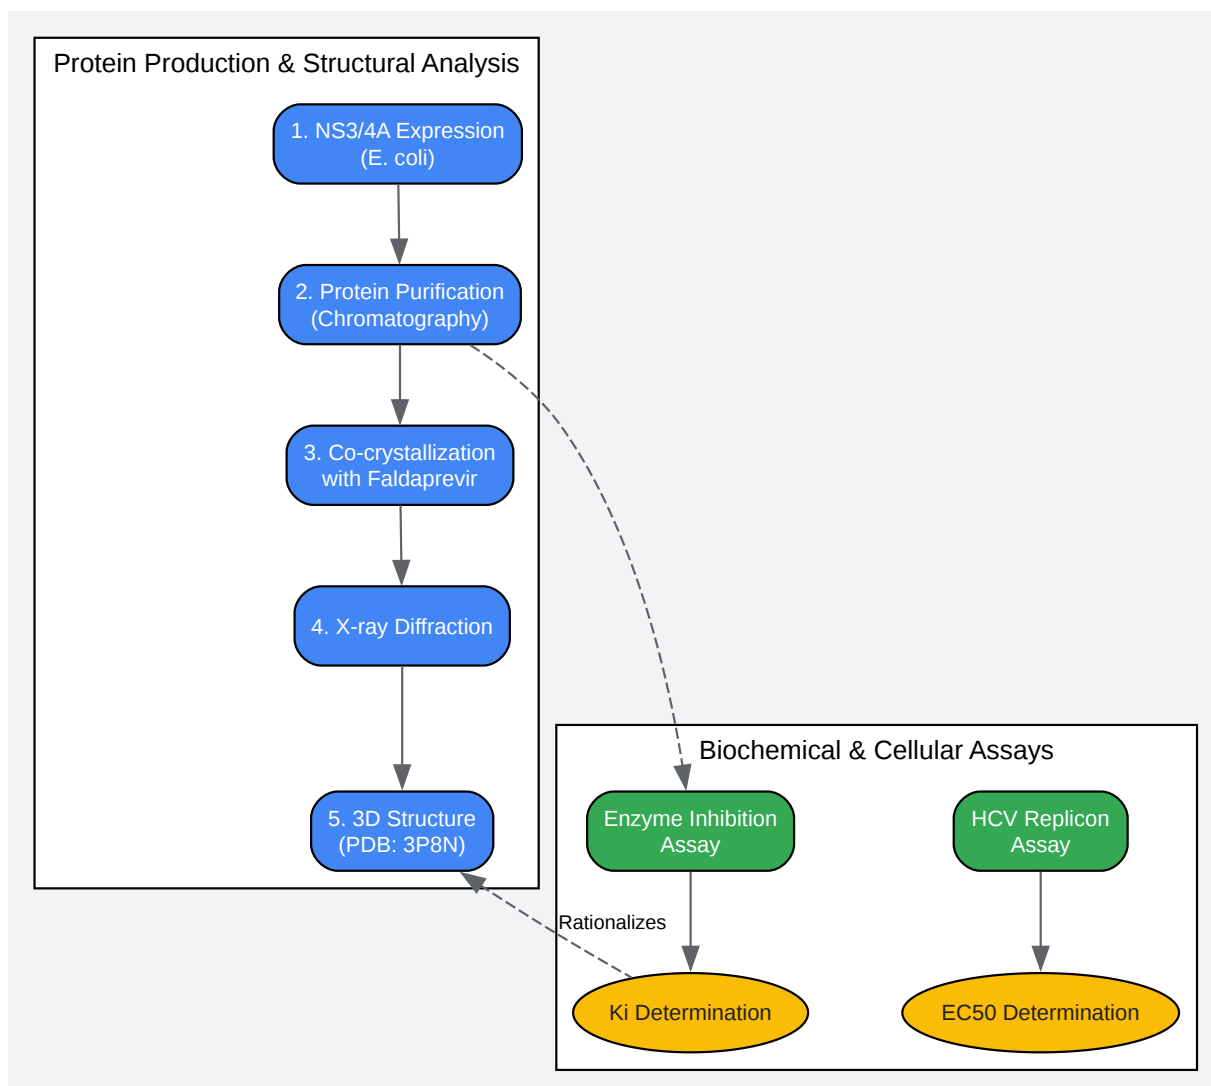 Protein Production & Structural Analysis
1. NS3/4A Expression
(E. coli)
2. Protein Purification
(Chromatography)
3. Co-crystallization
with Faldaprevir
4. X-ray Diffraction
5. 3D Structure
(PDB: 3P8N)
Biochemical & Cellular Assays
Enzyme Inhibition
Assay
HCV Replicon
Assay
Rationalizes
Ki Determination
EC50 Determination